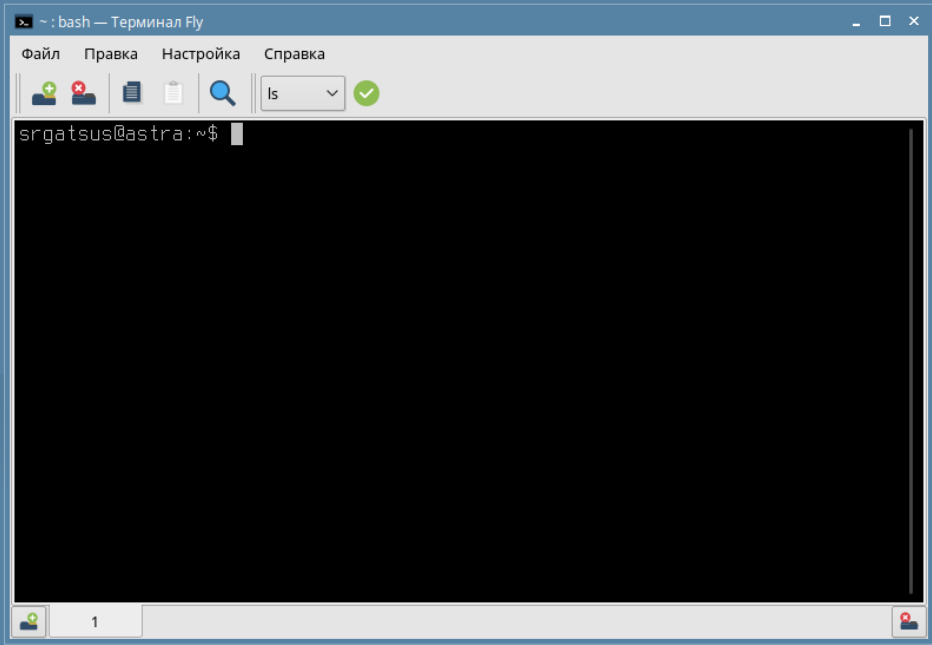 ~ : bash — Терминал Fly
Файл Правка Настройка Справка
ls
srgatsus@astra:~$
1